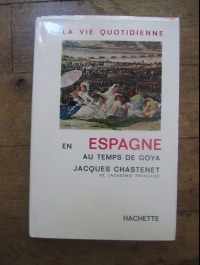 LA VIE QUOTIDIENNE
EN ESPAGNE
AU TEMPS DE GOYA
JACQUES CHASTENET
DE L'ACADÉMIE FRANÇAISE
HACHETTE